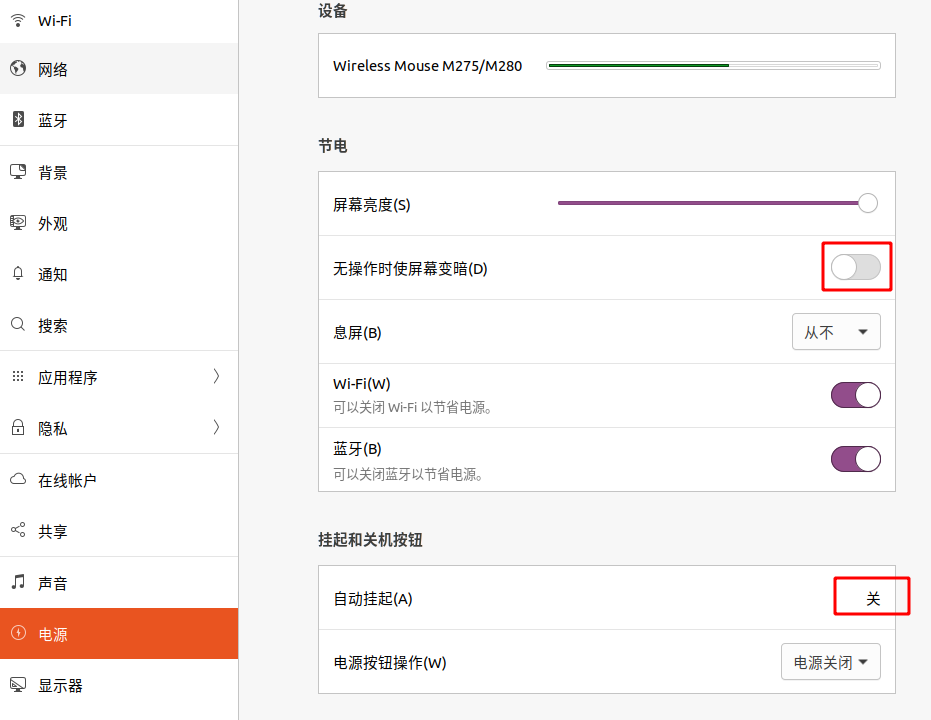 Wi-Fi
网络
蓝牙
背景
外观
通知
搜索
应用程序
隐私
在线帐户
共享
声音
电源
显示器
设备
Wireless Mouse M275/M280
节电
屏幕亮度(S)
无操作时使屏幕变暗(D)
息屏(B)
从不
Wi-Fi(W)
可以关闭 Wi-Fi 以节省电源。
蓝牙(B)
可以关闭蓝牙以节省电源。
挂起和关机按钮
自动挂起(A)
关
电源按钮操作(W)
电源关闭